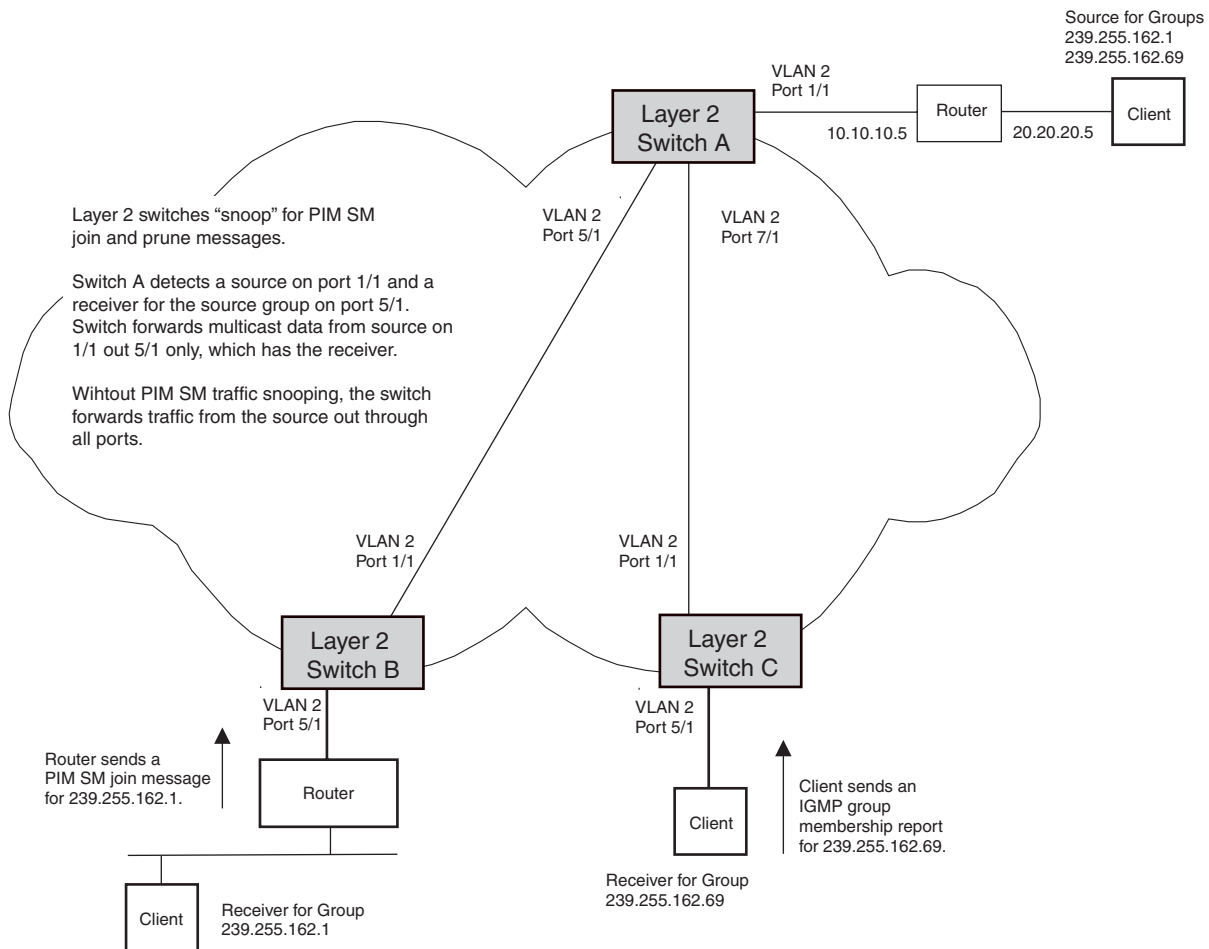 Source for Groups
239.255.162.1
239.255.162.69
VLAN 2
Port 1/1
Layer 2
Switch A
Router
Client
10.10.10.5
20.20.20.5
Layer 2 switches “snoop” for PIM SM
join and prune messages.
Switch A detects a source on port 1/1 and a
receiver for the source group on port 5/1.
Switch forwards multicast data from source on
1/1 out 5/1 only, which has the receiver.
Wihtout PIM SM traffic snooping, the switch
forwards traffic from the source out through
all ports.
VLAN 2
Port 5/1
VLAN 2
Port 7/1
VLAN 2
Port 1/1
VLAN 2
Port 1/1
Layer 2
Switch B
Layer 2
Switch C
VLAN 2
Port 5/1
VLAN 2
Port 5/1
Router sends a
PIM SM join message
for 239.255.162.1.
Router
Client
Client sends an
IGMP group
membership report
for 239.255.162.69.
Receiver for Group
239.255.162.69
Client
Receiver for Group
239.255.162.1